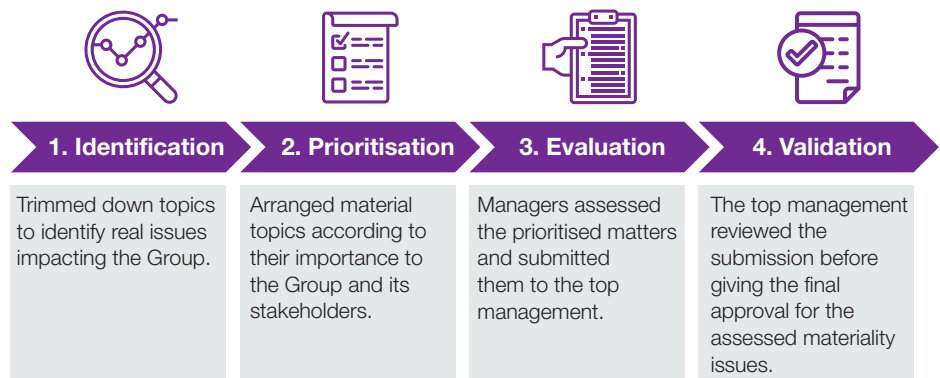 1. Identification
2. Prioritisation
3. Evaluation
4. Validation
Trimmed down topics
to identify real issues
impacting the Group.
Arranged material
topics according to
their importance to
the Group and its
stakeholders.
Managers assessed
the prioritised matters
and submitted
them to the top
management.
The top management
reviewed the
submission before
giving the final
approval for the
assessed materiality
issues.